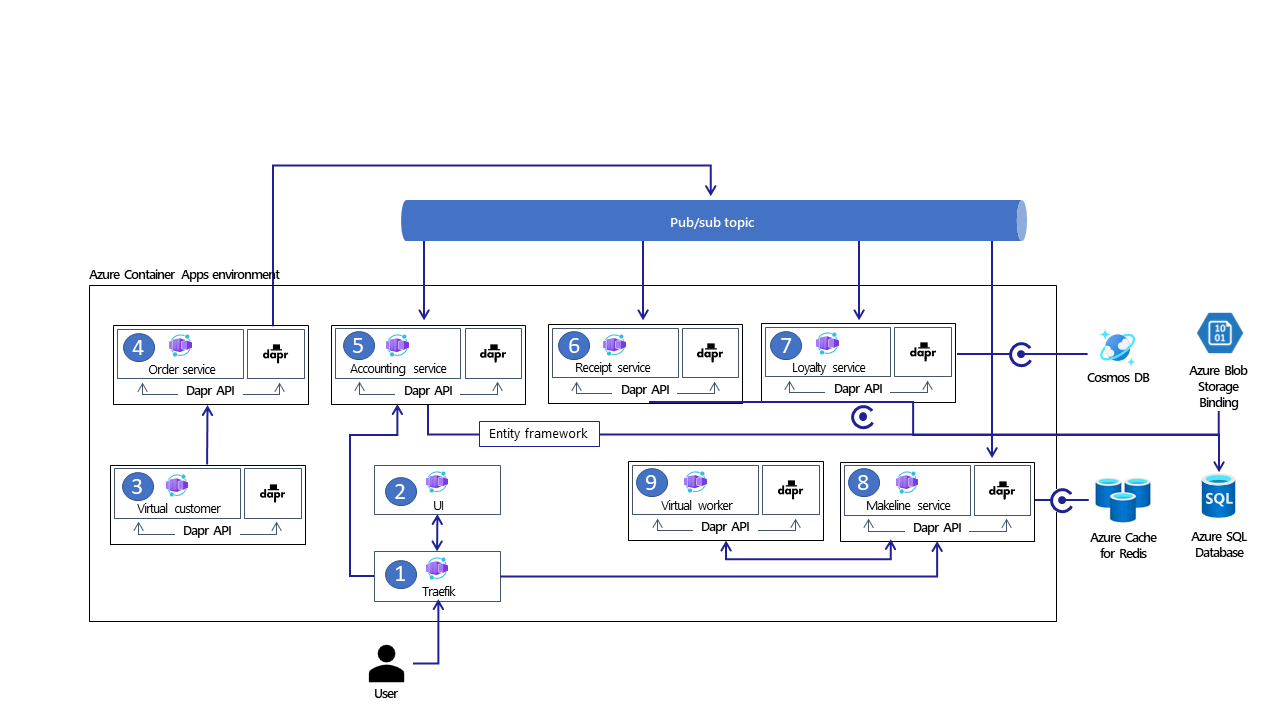 Pub/sub topic
Azure Container Apps environment
4
Order service
dapr
Dapr API
5
Accounting service
dapr
Dapr API
6
Receipt service
dapr
Dapr API
7
Loyalty service
dapr
Dapr API
Cosmos DB
10
01
Azure Blob
Storage
Binding
Entity framework
3
Virtual customer
dapr
Dapr API
2
UI
9
Virtual worker
dapr
Dapr API
8
Makeline service
dapr
Dapr API
Azure Cache
for Redis
SQL
Azure SQL
Database
1
Traefik
User